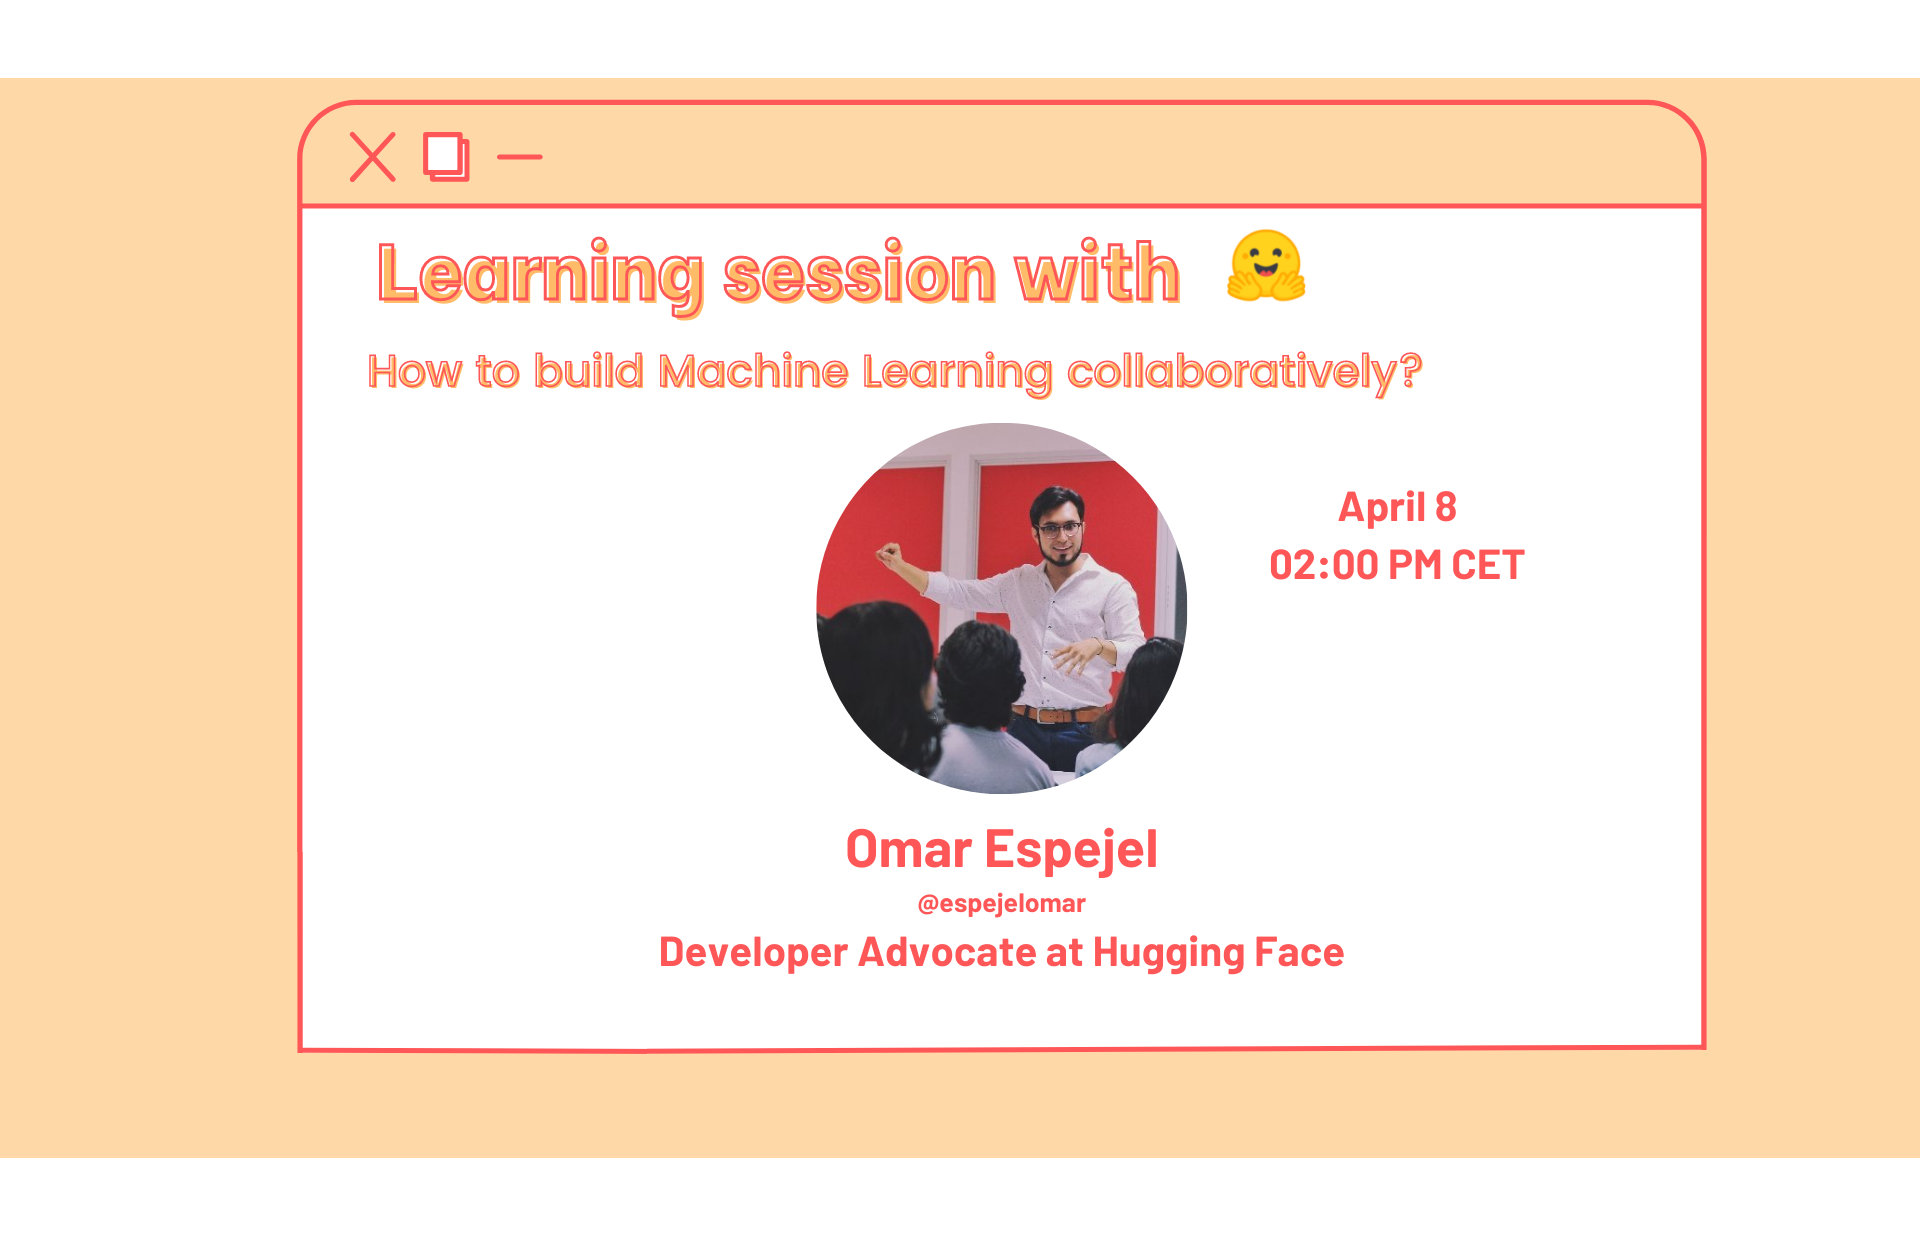 Learning session with 🤗
How to build Machine Learning collaboratively?
April 8
02:00 PM CET
Omar Espejel
@espejelomar
Developer Advocate at Hugging Face